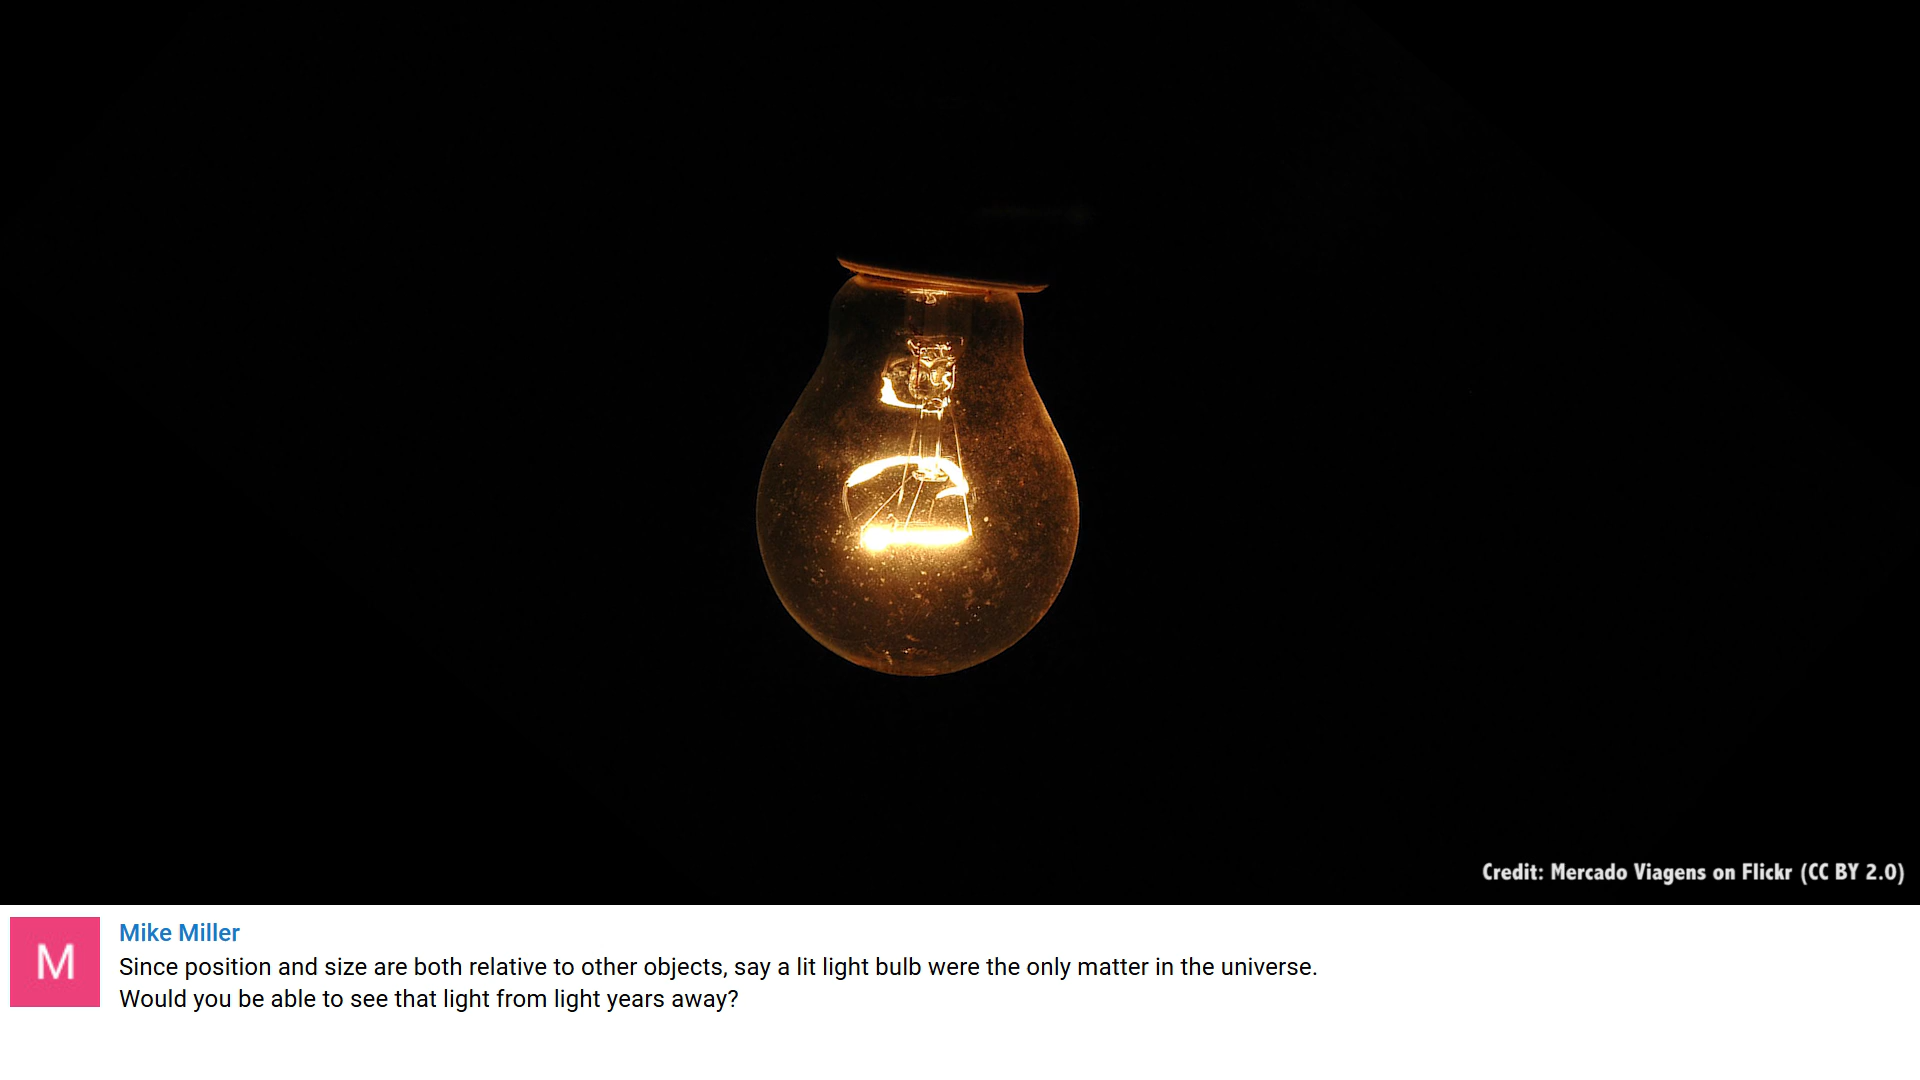 Credit: Mercado Viagens on Flickr (CC BY 2.0)
M
Mike Miller
Since position and size are both relative to other objects, say a lit light bulb were the only matter in the universe.
Would you be able to see that light from light years away?